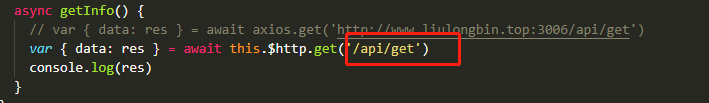 async getInfo() {
// var { data: res } = await axios.get('http://www.liulongbin.top:3006/api/get')
var { data: res } = await this.$http.get('/api/get')
console.log(res)
}